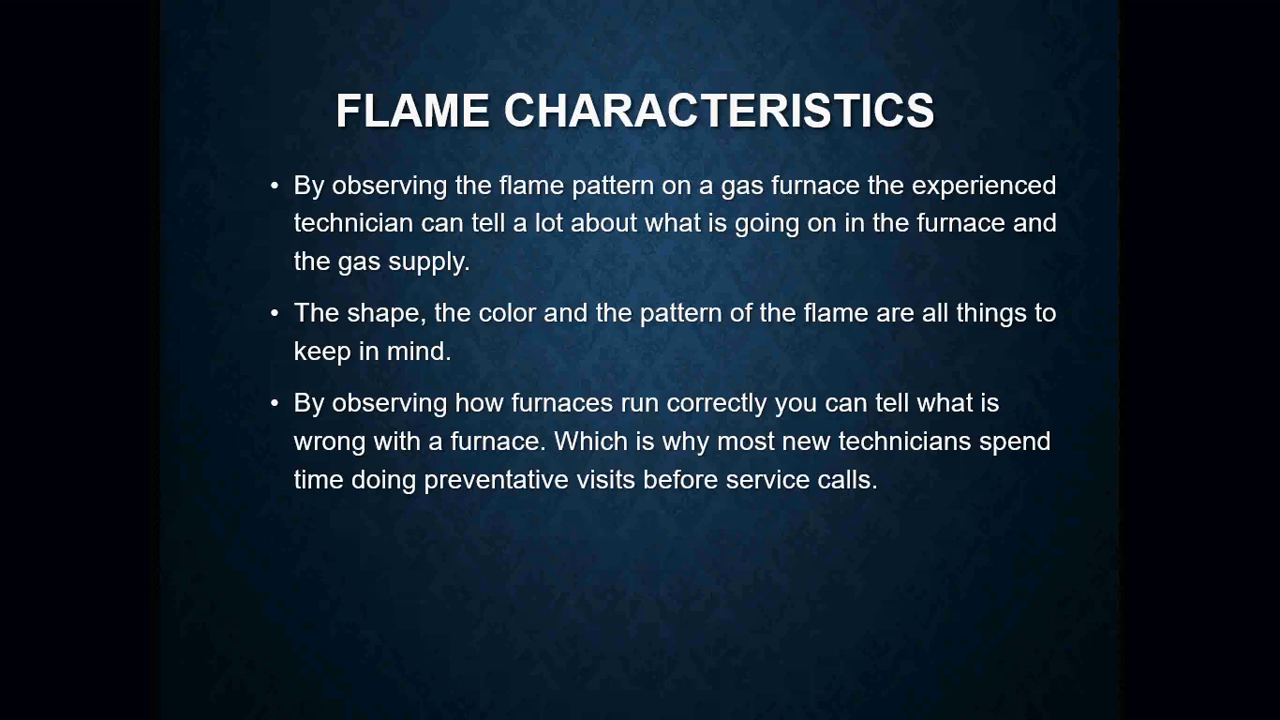 FLAME CHARACTERISTICS
• By observing the flame pattern on a gas furnace the experienced
technician can tell a lot about what is going on in the furnace and
the gas supply.
• The shape, the color and the pattern of the flame are all things to
keep in mind.
• By observing how furnaces run correctly you can tell what is
wrong with a furnace. Which is why most new technicians spend
time doing preventative visits before service calls.